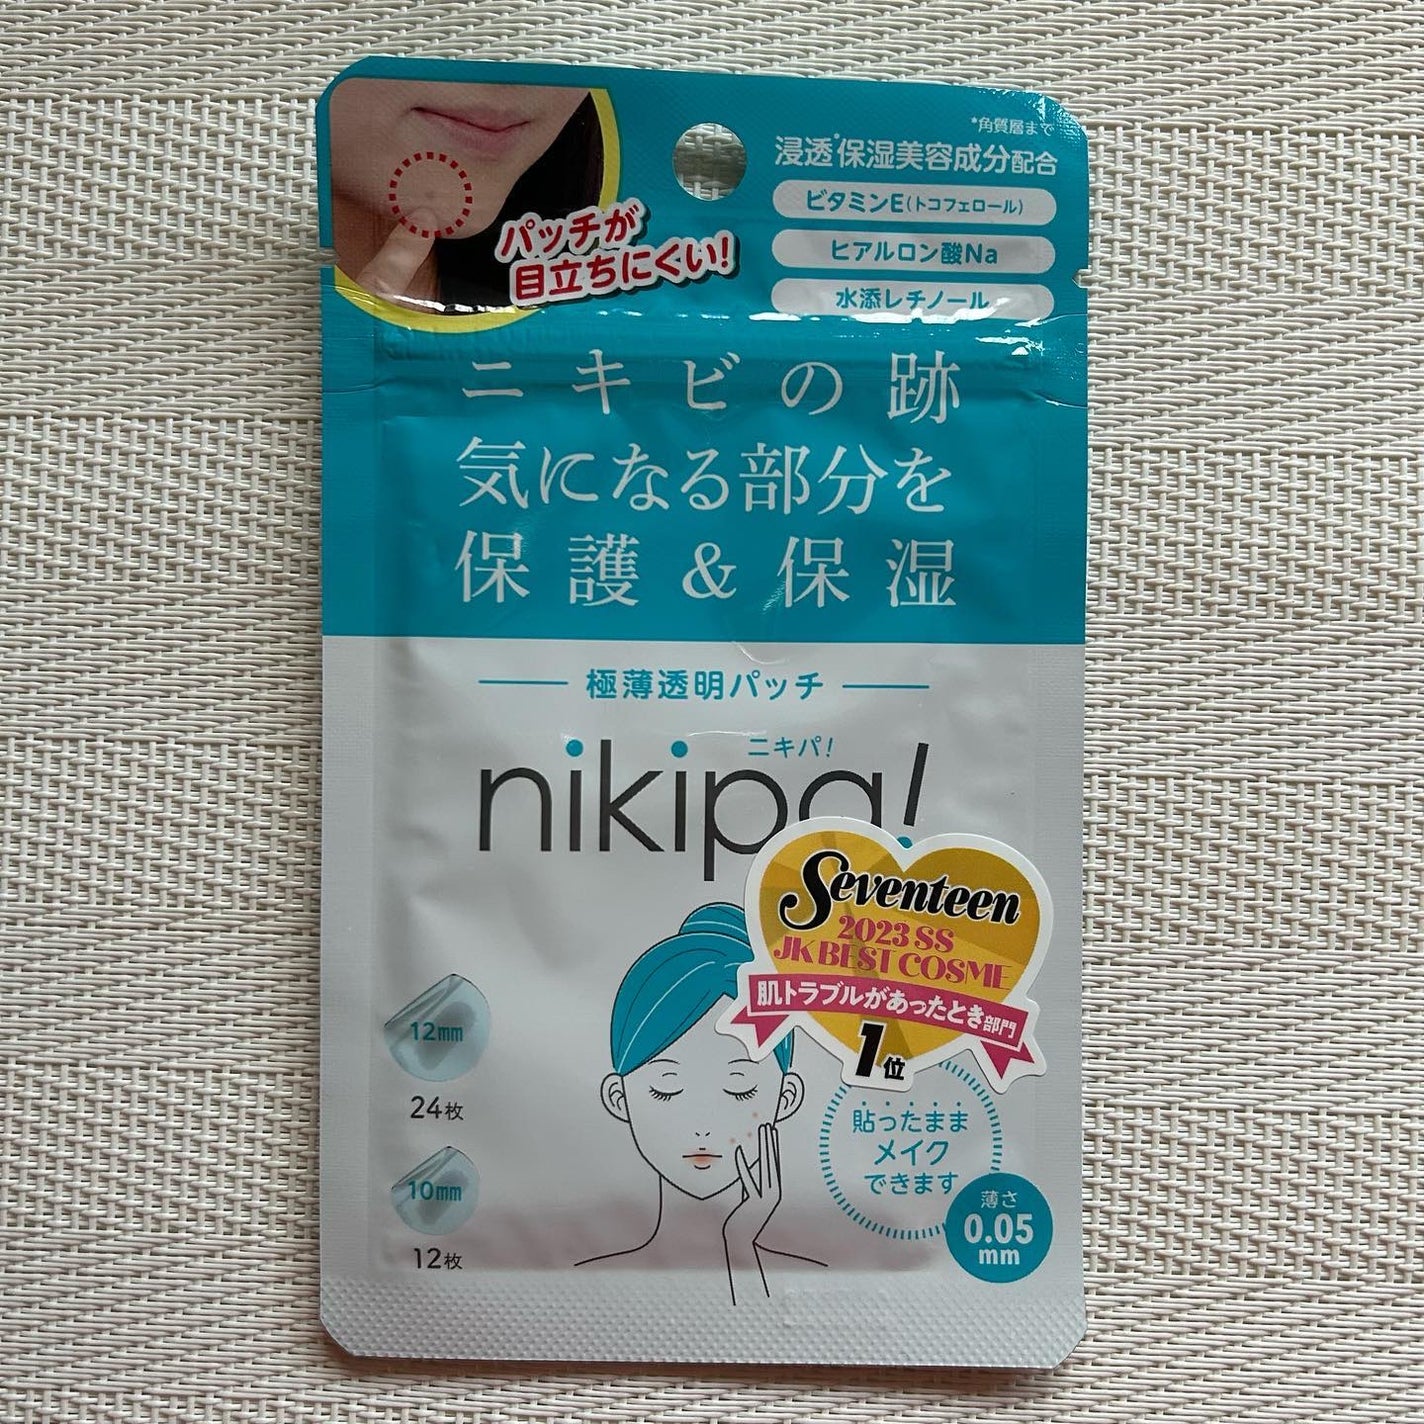 *角質層まで
浸透*保湿美容成分配合
ビタミンE(トコフェロール)
ヒアルロン酸Na
水添レチノール
パッチが
目立ちにくい!
ニキビの跡
気になる部分を
保護&保湿
極薄透明パッチ
ニキパ!
nikipa!
Seventeen
2023 SS
JK BEST COSME
肌トラブルがあったとき部門
1位
12mm
24枚
10mm
12枚
貼ったまま
メイク
できます
薄さ
0.05
mm